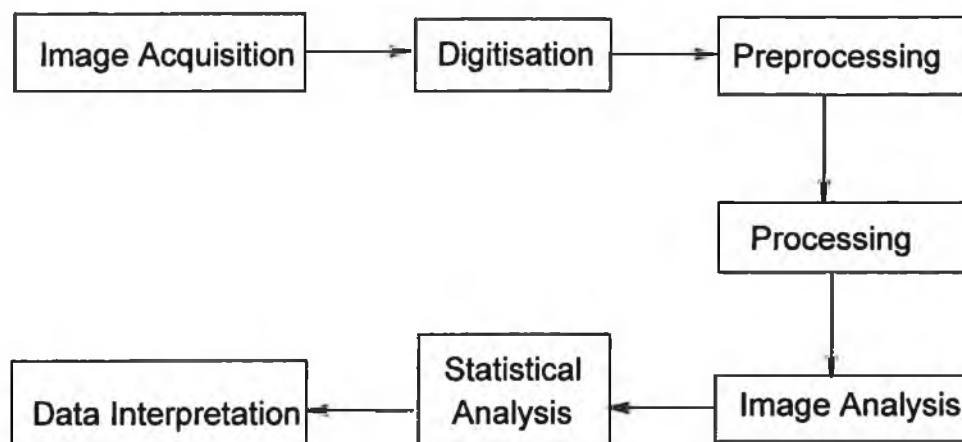 Image Acquisition
Digitisation
Preprocessing
Processing
Image Analysis
Statistical
Analysis
Data Interpretation